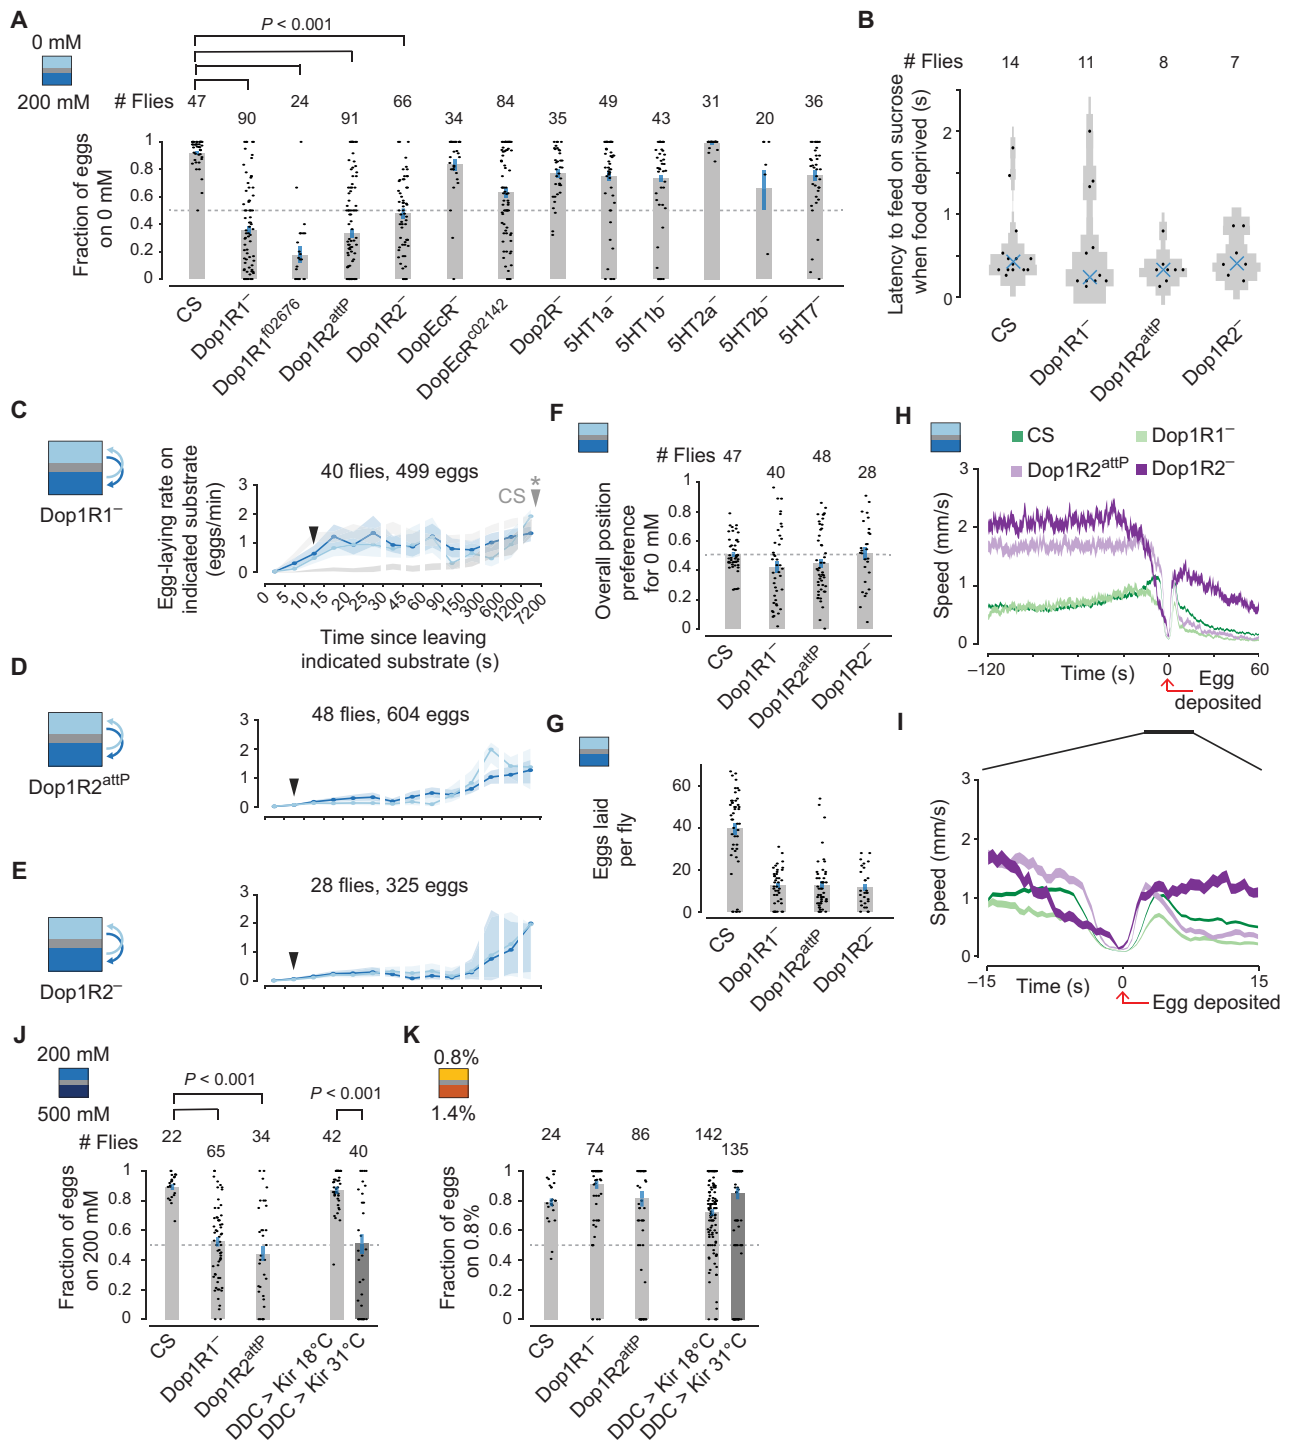 A
0 mM
200 mM
P < 0.001
# Flies
47 90 24 91 66 34 84 35 49 43 31 20 36
Fraction of eggs
on 0 mM
1
0.8
0.6
0.4
0.2
0
CS Dop1R1⁻ Dop1R1f02676 Dop1R2attP Dop1R2⁻ DopEcR⁻ DopEcRc02142 Dop2R⁻ 5HT1a⁻ 5HT1b⁻ 5HT2a⁻ 5HT2b⁻ 5HT7⁻
B
# Flies
14 11 8 7
Latency to feed on sucrose
when food deprived (s)
2
1
0
CS Dop1R1⁻ Dop1R2attP Dop1R2⁻
C
Dop1R1⁻
Egg-laying rate on
indicated substrate
(eggs/min)
40 flies, 499 eggs
CS
*
3
2
1
0
0 5 10 15 20 25 30 45 60 90 150 300 600 1200 7200
Time since leaving
indicated substrate (s)
D
Dop1R2attP
48 flies, 604 eggs
3
2
1
0
E
Dop1R2⁻
28 flies, 325 eggs
3
2
1
0
F
# Flies
47 40 48 28
Overall position
preference
for 0 mM
1
0.8
0.6
0.4
0.2
0
CS Dop1R1⁻ Dop1R2attP Dop1R2⁻
G
Eggs laid
per fly
60
40
20
0
CS Dop1R1⁻ Dop1R2attP Dop1R2⁻
H
CS Dop1R1⁻
Dop1R2attP Dop1R2⁻
Speed (mm/s)
3
2
1
0
–120 Time (s) 0 60
Egg
deposited
I
Speed (mm/s)
3
2
1
0
–15 Time (s) 0 15
Egg deposited
J
200 mM
500 mM
P < 0.001
P < 0.001
# Flies
22 65 34 42 40
Fraction of eggs
on 200 mM
1
0.8
0.6
0.4
0.2
0
CS Dop1R1⁻ Dop1R2attP DDC > Kir 18°C DDC > Kir 31°C
K
0.8%
1.4%
24 74 86 142 135
Fraction of eggs
on 0.8%
1
0.8
0.6
0.4
0.2
0
CS Dop1R1⁻ Dop1R2attP DDC > Kir 18°C DDC > Kir 31°C